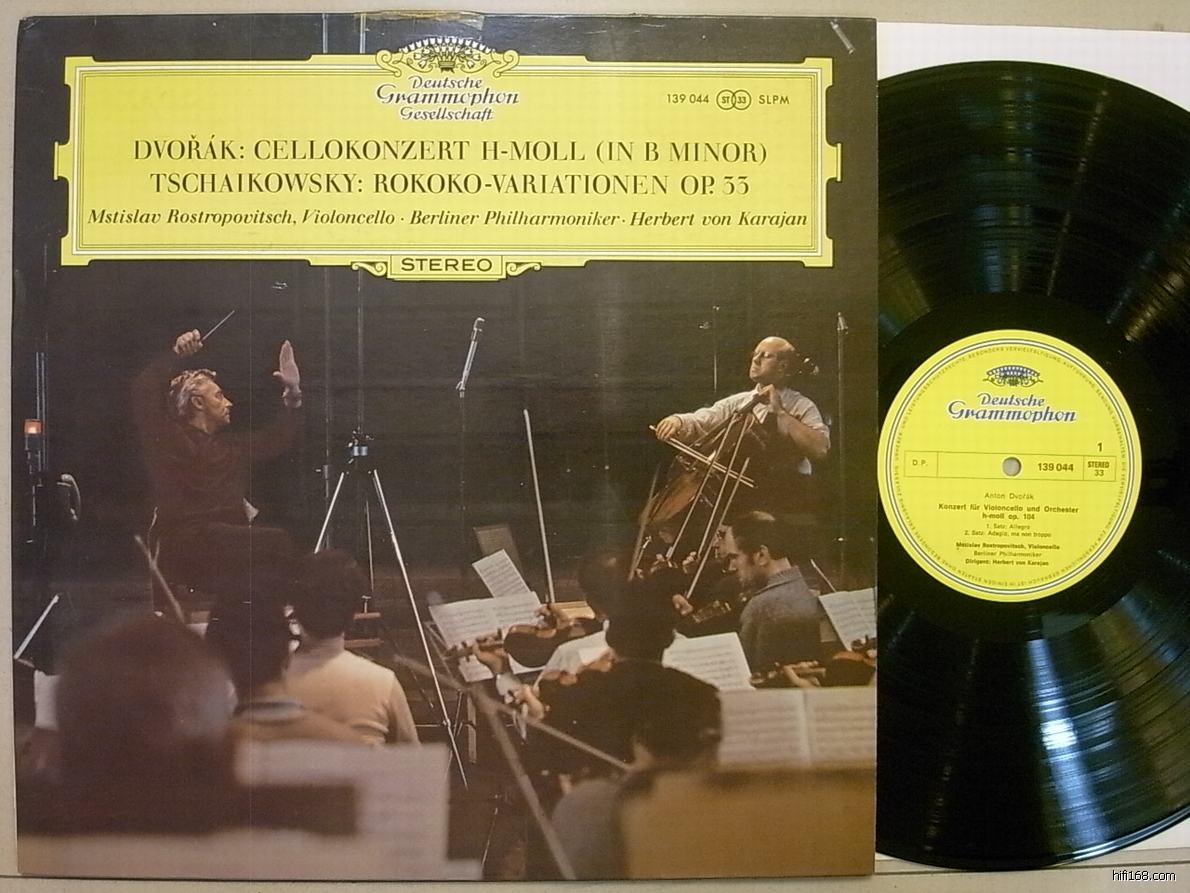 Deutsche
Grammophon
Gesellschaft
139 044 ST 33 SLPM
DVOŘÁK: CELLOKONZERT H-MOLL (IN B MINOR)
TSCHAIKOWSKY: ROKOKO-VARIATIONEN OP. 33
Mstislav Rostropovitsch, Violoncello · Berliner Philharmoniker · Herbert von Karajan
STEREO
Deutsche
Grammophon
1
D.P.
139 044
STEREO
33
Anton Dvořák
Konzert für Violoncello und Orchester
h-moll op. 104
1. Satz: Allegro
2. Satz: Adagio, ma non troppo
Mstislav Rostropovitsch, Violoncello
Berliner Philharmoniker
Dirigent: Herbert von Karajan
hifi168.com